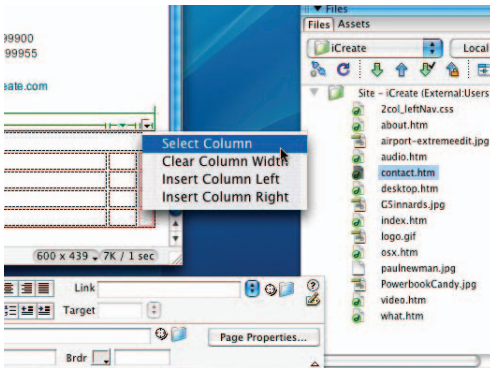 99900
99955
eate.com
Select Column
Clear Column Width
Insert Column Left
Insert Column Right
600 x 439 7K / 1 sec
Link
Target
Page Properties...
Brdr
Files
Files Assets
iCreate Local
Site - iCreate (External:Users
2col_leftNav.css
about.htm
airport-extremeedit.jpg
audio.htm
contact.htm
desktop.htm
G5innards.jpg
index.htm
logo.gif
osx.htm
paulnewman.jpg
PowerbookCandy.jpg
video.htm
what.htm